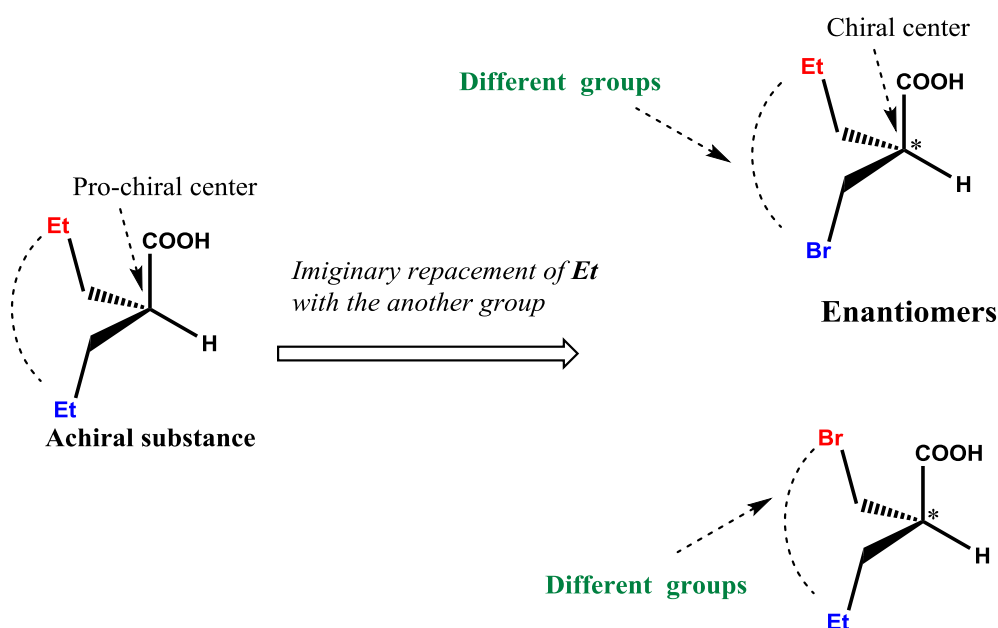 Chiral center
Et
COOH
Different groups
*
H
Br
Enantiomers
Pro-chiral center
Et
COOH
H
Et
Achiral substance
Imiginary repacement of Et
with the another group
Br
COOH
*
H
Different groups
Et